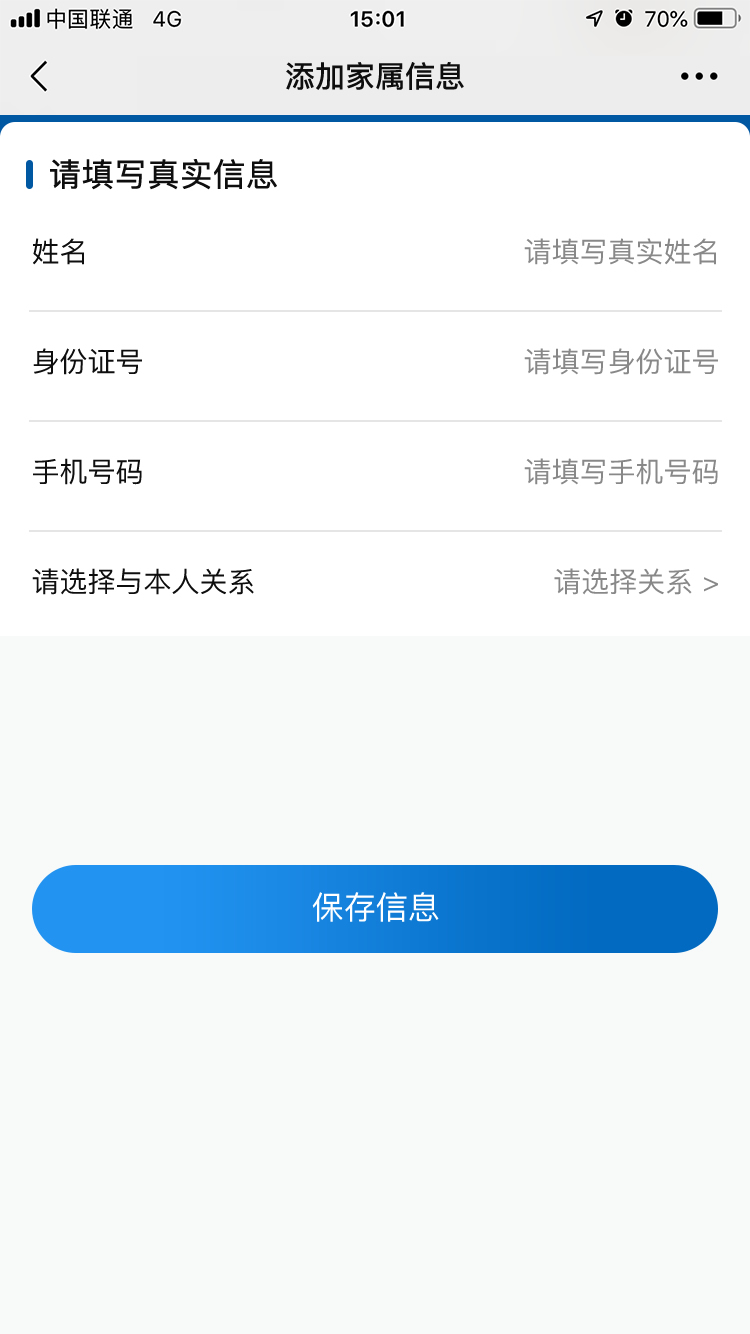 中国联通 4G 15:01 70%
添加家属信息
请填写真实信息
姓名 请填写真实姓名
身份证号 请填写身份证号
手机号码 请填写手机号码
请选择与本人关系 请选择关系 >
保存信息